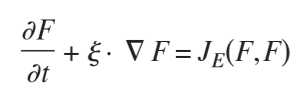 ∂F/∂t + ξ · ∇ F = J_E(F, F)